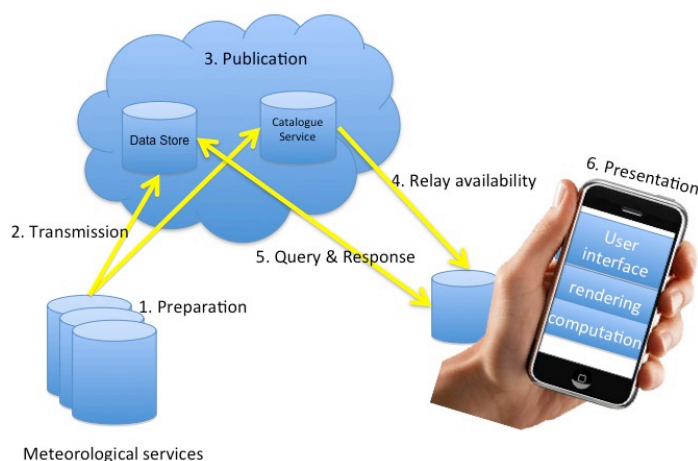 3. Publication
Data Store
Catalogue
Service
4. Relay availability
6. Presentation
2. Transmission
5. Query & Response
User
interface
rendering
computation
1. Preparation
Meteorological services